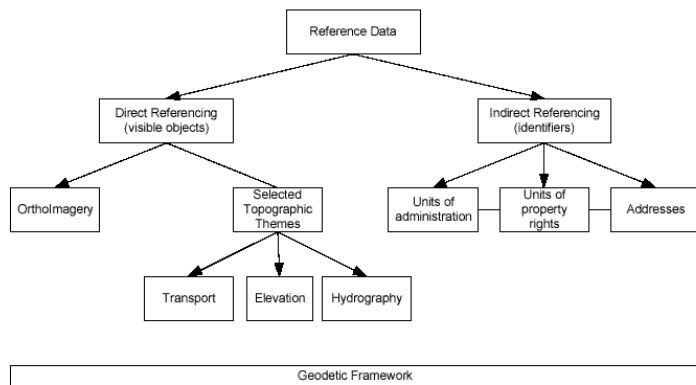 Reference Data
Direct Referencing
(visible objects)
Indirect Referencing
(identifiers)
OrthoImagery
Selected
Topographic
Themes
Units of
administration
Units of
property
rights
Addresses
Transport
Elevation
Hydrography
Geodetic Framework